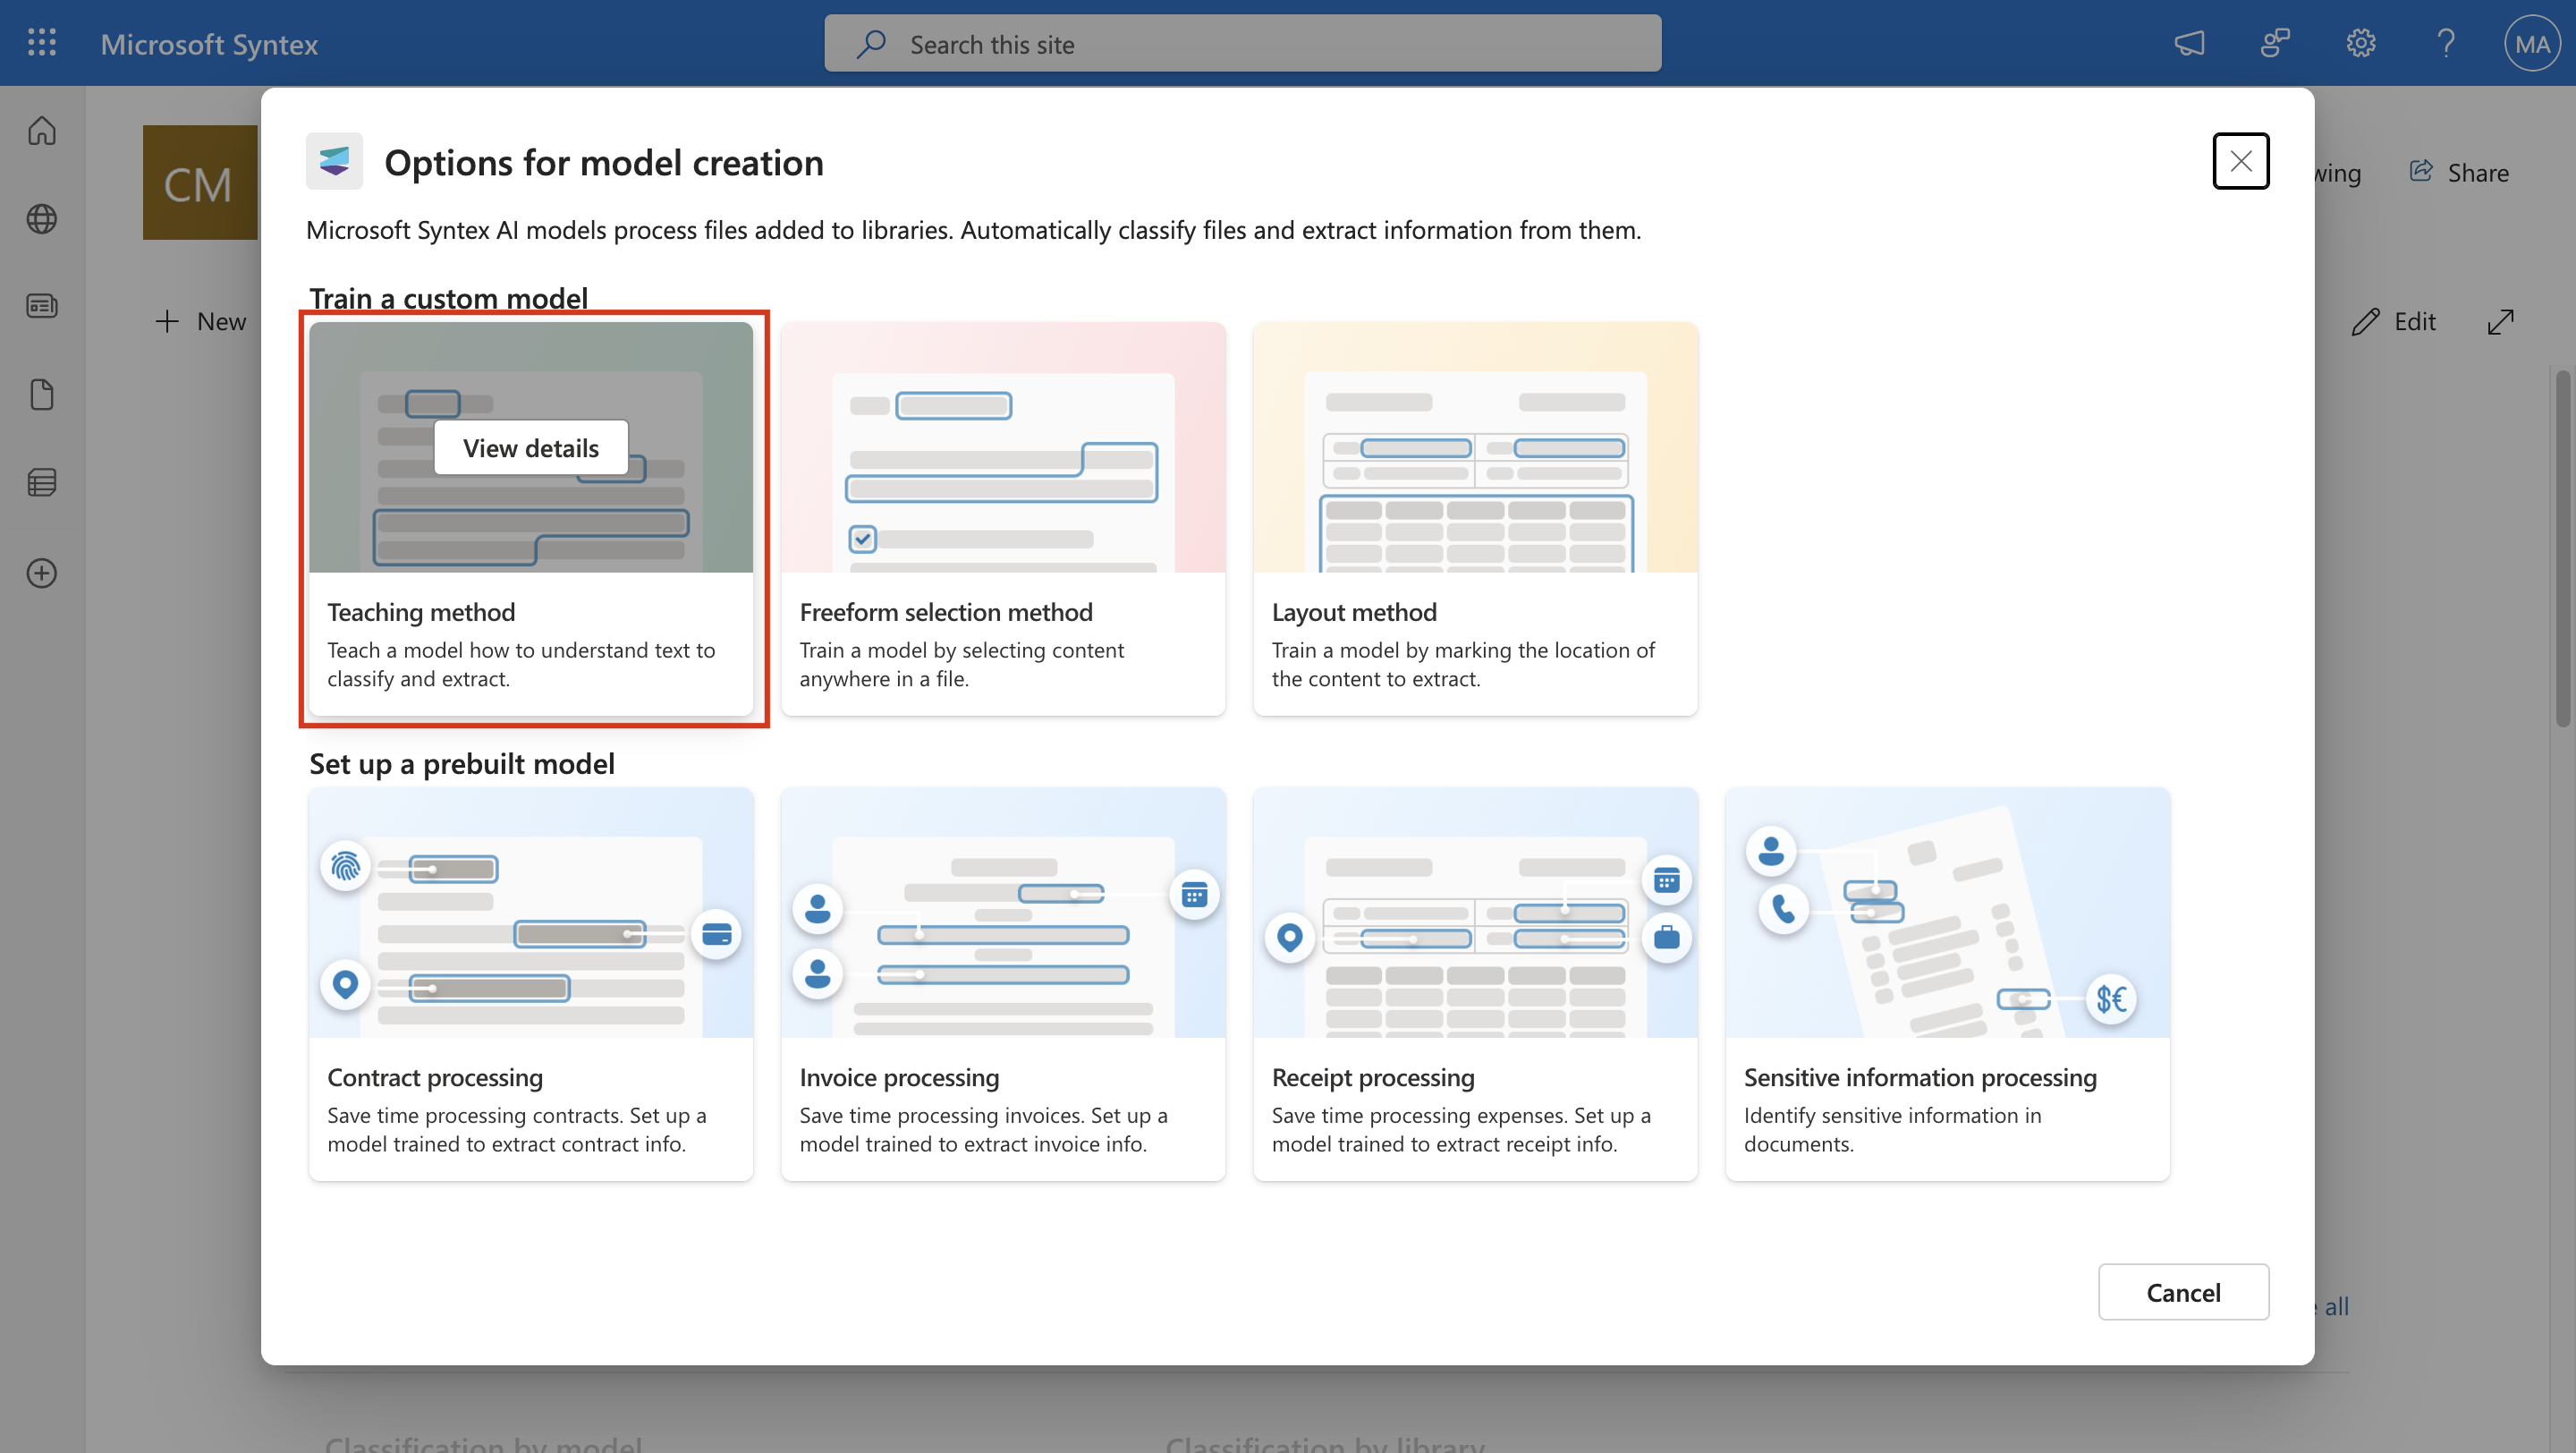 Microsoft Syntex
Search this site
MA
CM
Options for model creation
wing
Share
Microsoft Syntex AI models process files added to libraries. Automatically classify files and extract information from them.
Train a custom model
New
Edit
View details
Teaching method
Teach a model how to understand text to
classify and extract.
Freeform selection method
Train a model by selecting content
anywhere in a file.
Layout method
Train a model by marking the location of
the content to extract.
Set up a prebuilt model
$€
Contract processing
Save time processing contracts. Set up a
model trained to extract contract info.
Invoice processing
Save time processing invoices. Set up a
model trained to extract invoice info.
Receipt processing
Save time processing expenses. Set up a
model trained to extract receipt info.
Sensitive information processing
Identify sensitive information in
documents.
Cancel
all
Classification by model
Classification by library